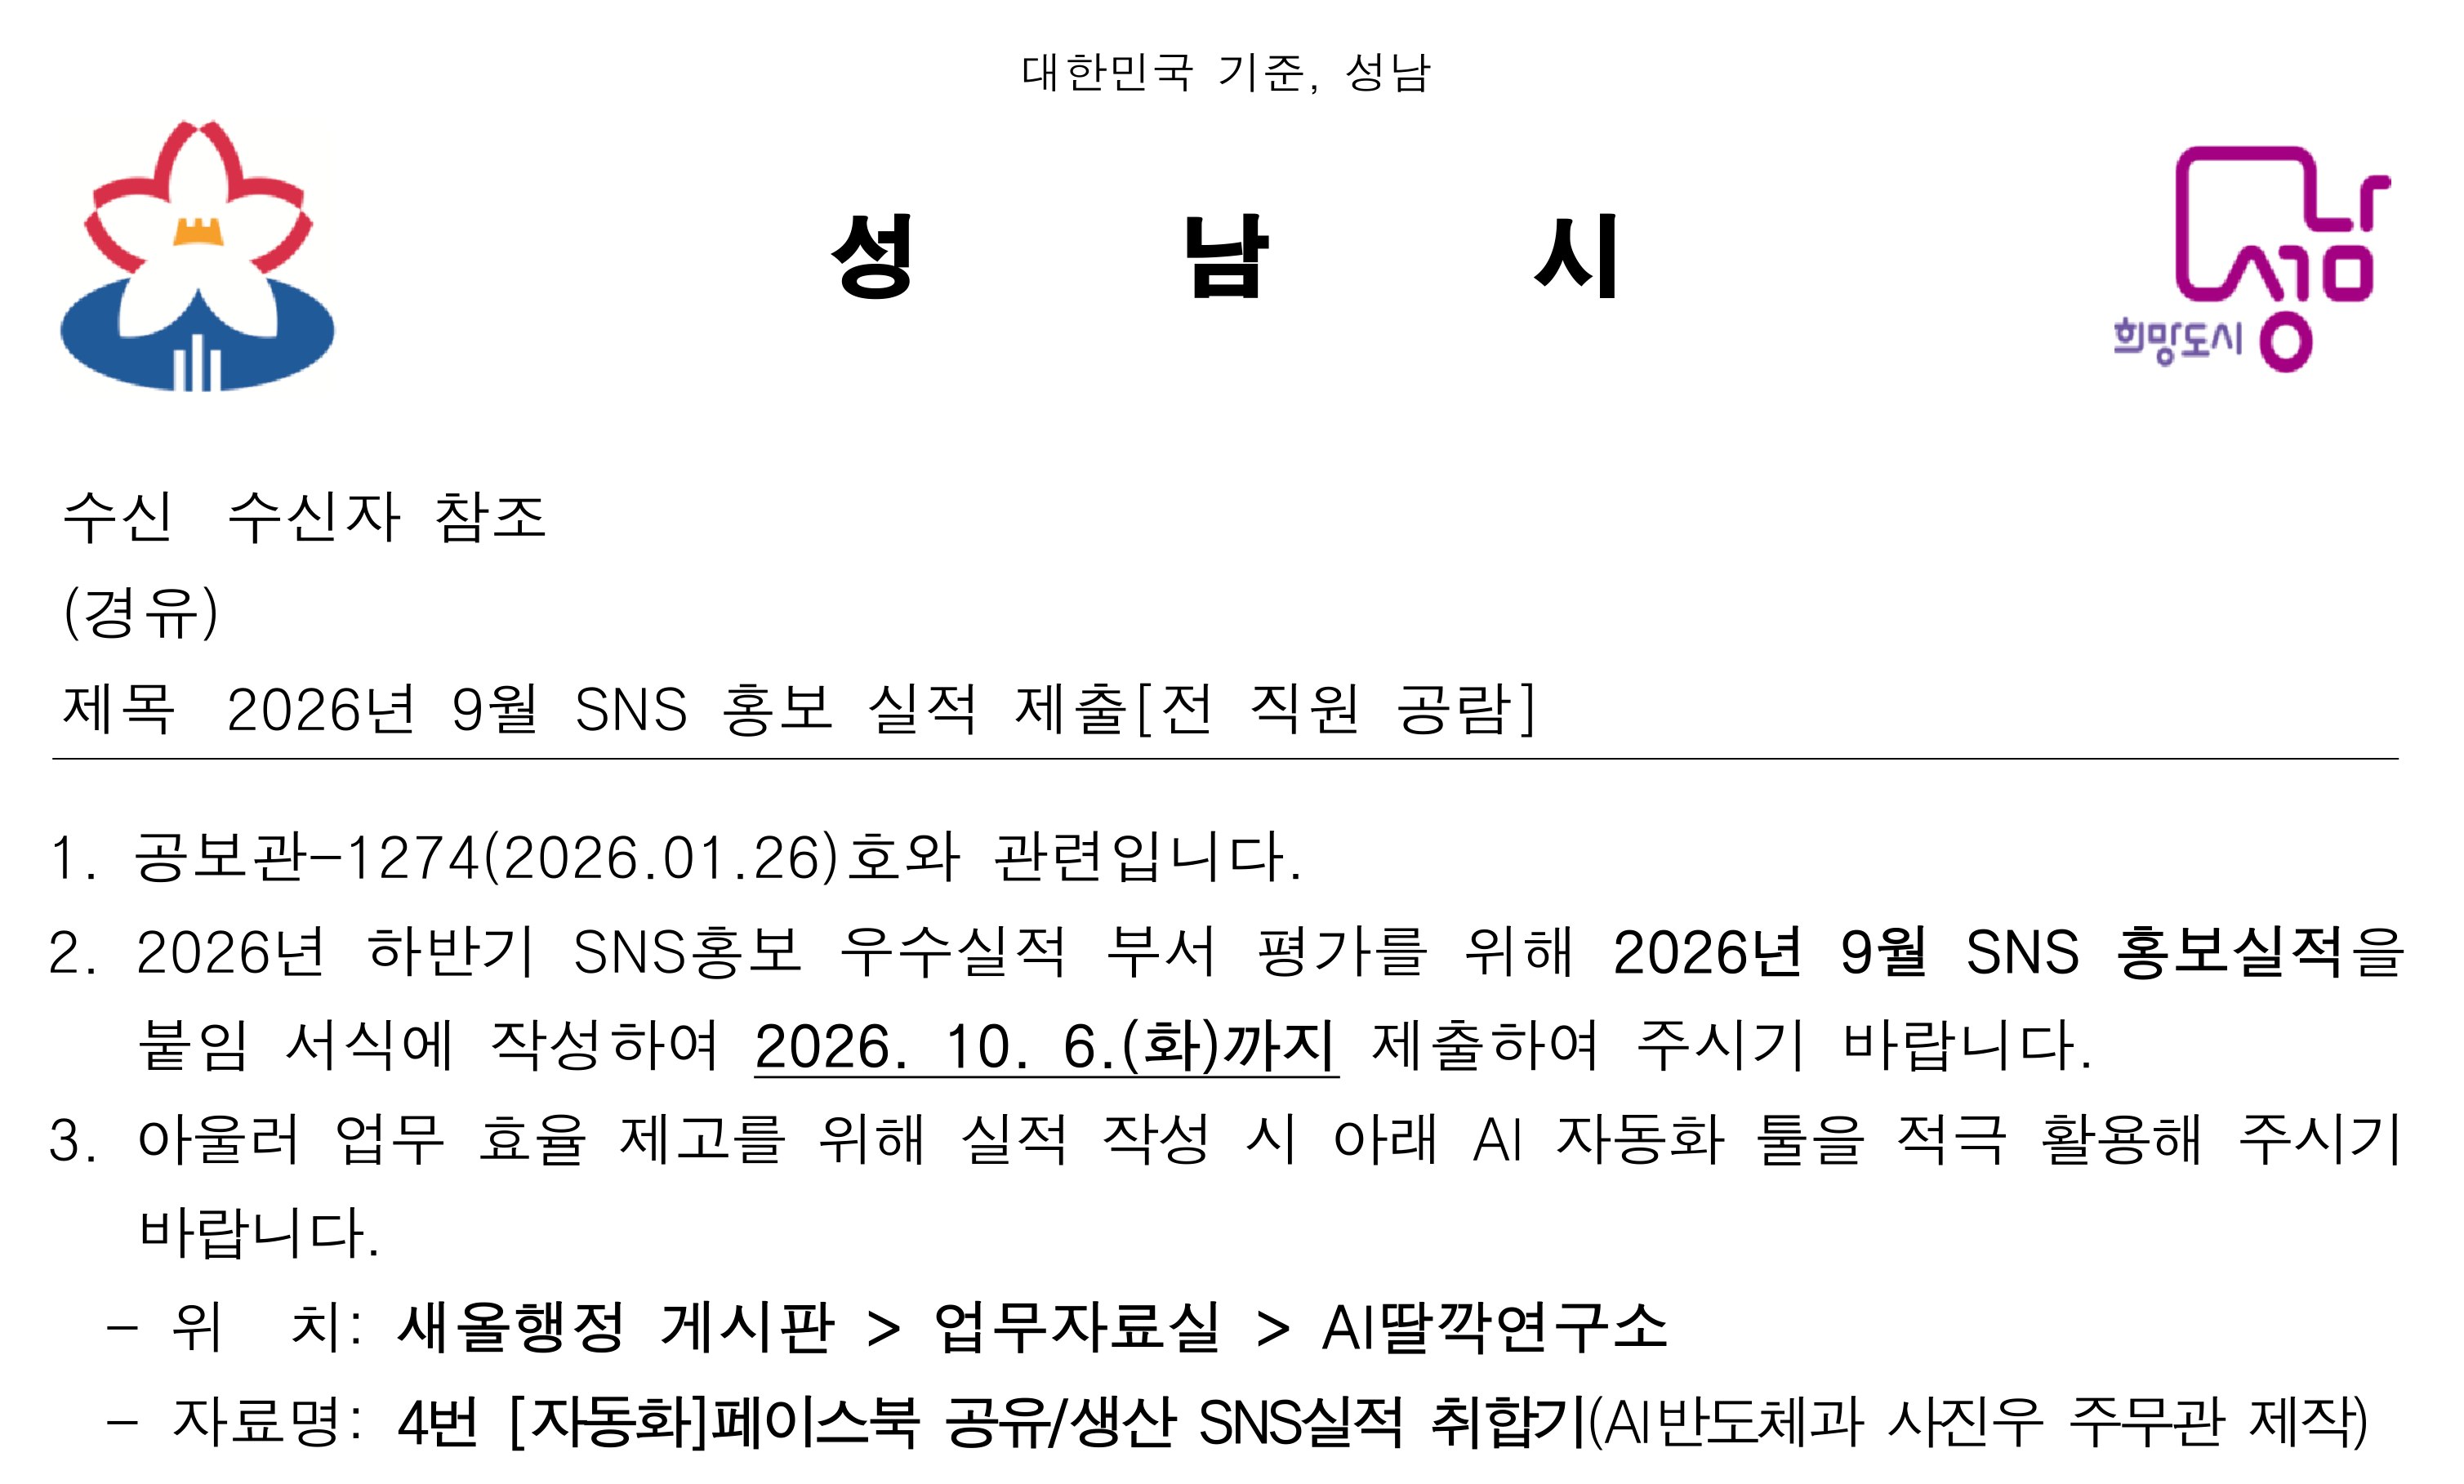 대한민국 기준, 성남
성 남 시
성남
희망도시
수신 수신자 참조
(경유)
제목 2026년 9월 SNS 홍보 실적 제출[전 직원 공람]
1. 공보관-1274(2026.01.26)호와 관련입니다.
2. 2026년 하반기 SNS홍보 우수실적 부서 평가를 위해 2026년 9월 SNS 홍보실적을
붙임 서식에 작성하여 2026. 10. 6.(화)까지 제출하여 주시기 바랍니다.
3. 아울러 업무 효율 제고를 위해 실적 작성 시 아래 AI 자동화 툴을 적극 활용해 주시기
바랍니다.
- 위 치: 새올행정 게시판 > 업무자료실 > AI딸깍연구소
- 자료명: 4번 [자동화]페이스북 공유/생산 SNS실적 취합기(AI반도체과 사진우 주무관 제작)